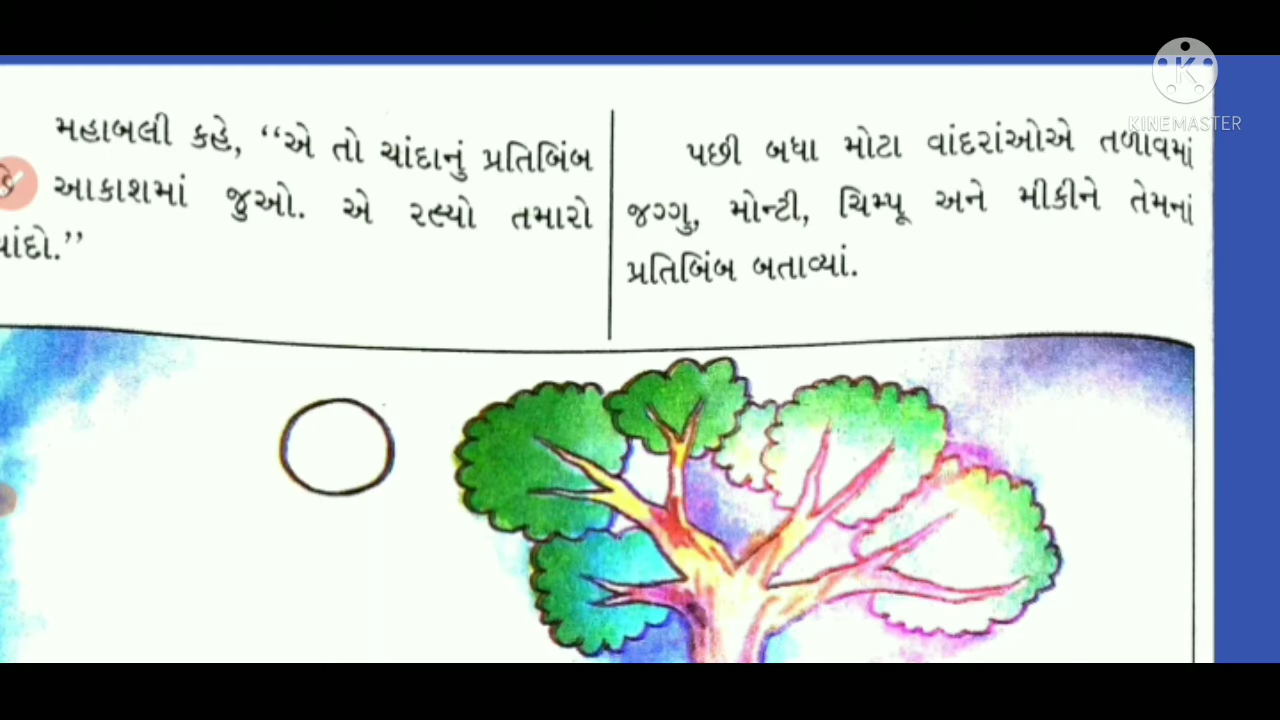 મહાબલી કહે, “એ તો ચાંદાનું પ્રતિબિંબ
આકાશમાં જુઓ. એ રહ્યો તમારો
ચાંદો.”
પછી બધા મોટા વાંદરાંઓએ તળાવમાં
જગ્ગુ, મોન્ટી, ચિમ્પૂ અને મીકીને તેમનાં
પ્રતિબિંબ બતાવ્યાં.
KINEMASTER